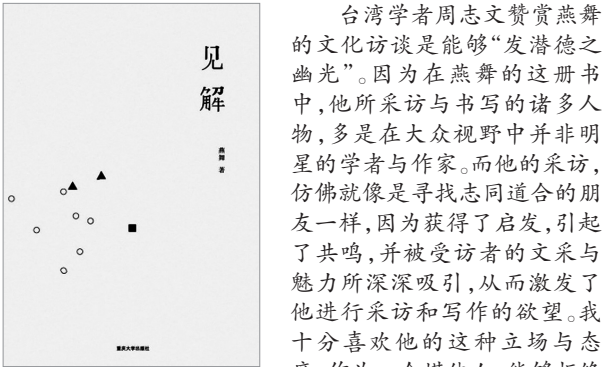 见
解
燕舞 著
重庆大学出版社
台湾学者周志文赞赏燕舞
的文化访谈是能够“发潜德之
幽光”。因为在燕舞的这册书
中,他所采访与书写的诸多人
物,多是在大众视野中并非明
星的学者与作家。而他的采访,
仿佛就像是寻找志同道合的朋
友一样,因为获得了启发,引起
了共鸣,并被受访者的文采与
魅力所深深吸引,从而激发了
他进行采访和写作的欲望。我
十分喜欢他的这种立场与态